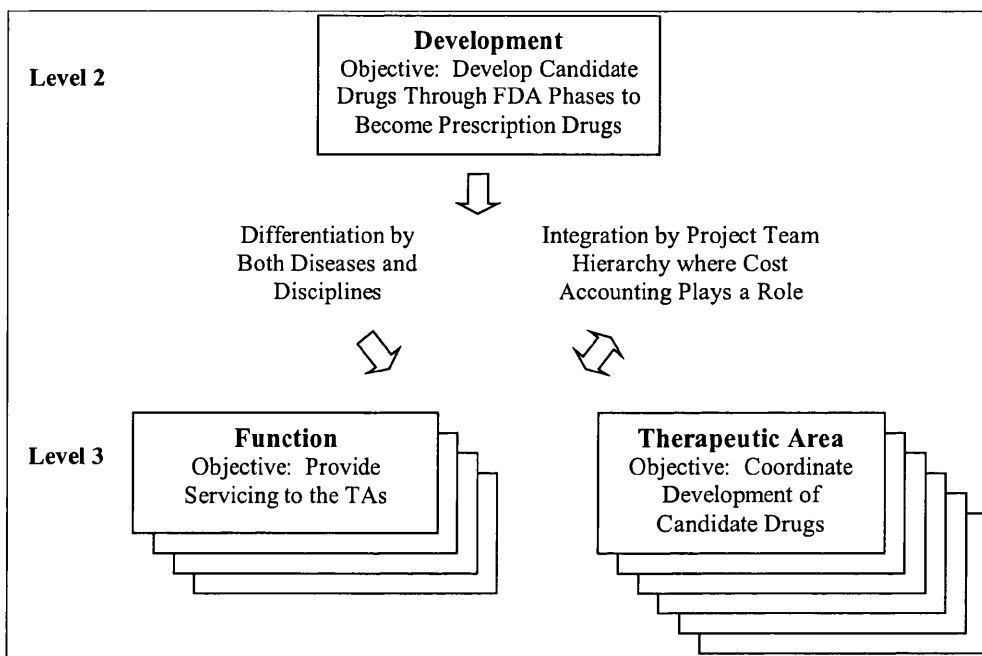 Development
Level 2
Objective: Develop Candidate
Drugs Through FDA Phases to
Become Prescription Drugs
Differentiation by
Both Diseases and
Disciplines
Integration by Project Team
Hierarchy where Cost
Accounting Plays a Role
Level 3
Function
Objective: Provide
Servicing to the TAs
Therapeutic Area
Objective: Coordinate
Development of
Candidate Drugs